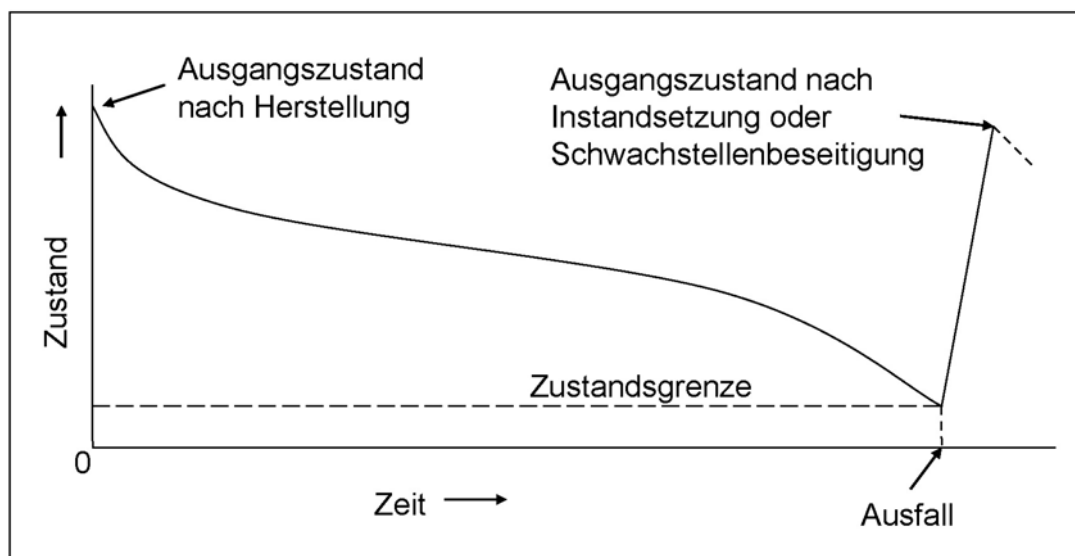 Ausgangszustand
nach Herstellung
Ausgangszustand nach
Instandsetzung oder
Schwachstellenbeseitigung
Zustand
Zustandsgrenze
0
Zeit
Ausfall